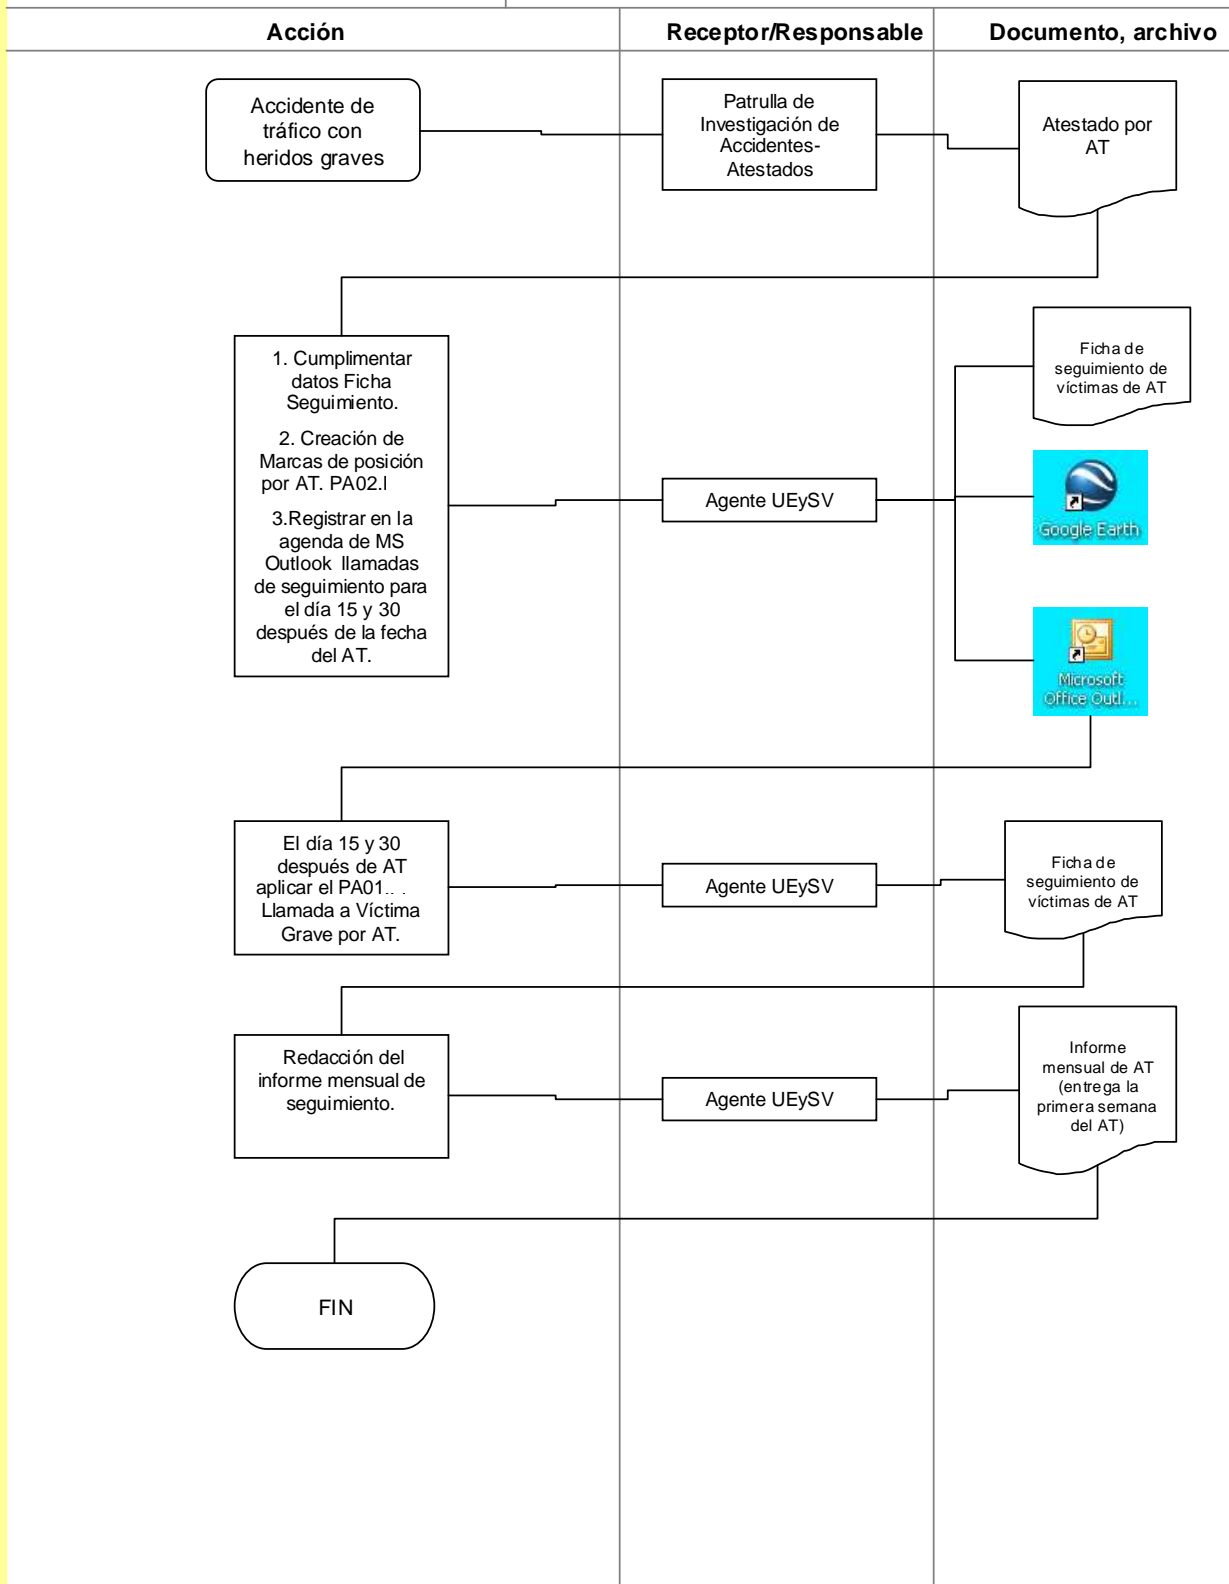 Acción
Receptor/Responsable
Documento, archivo
Accidente de
tráfico con
heridos graves
Patrulla de
Investigación de
Accidentes-
Atestados
Atestado por
AT
1. Cumplimentar
datos Ficha
Seguimiento.
2. Creación de
Marcas de posición
por AT. PA02.
3.Registrar en la
agenda de MS
Outlook llamadas
de seguimiento para
el día 15 y 30
después de la fecha
del AT.
Agente UEySV
Ficha de
seguimiento de
víctimas de AT
Google Earth
Microsoft
Office Outl...
El día 15 y 30
después de AT
aplicar el PA01.. .
Llamada a Víctima
Grave por AT.
Agente UEySV
Ficha de
seguimiento de
víctimas de AT
Redacción del
informe mensual de
seguimiento.
Agente UEySV
Informe
mensual de AT
(entrega la
primera semana
del AT)
FIN